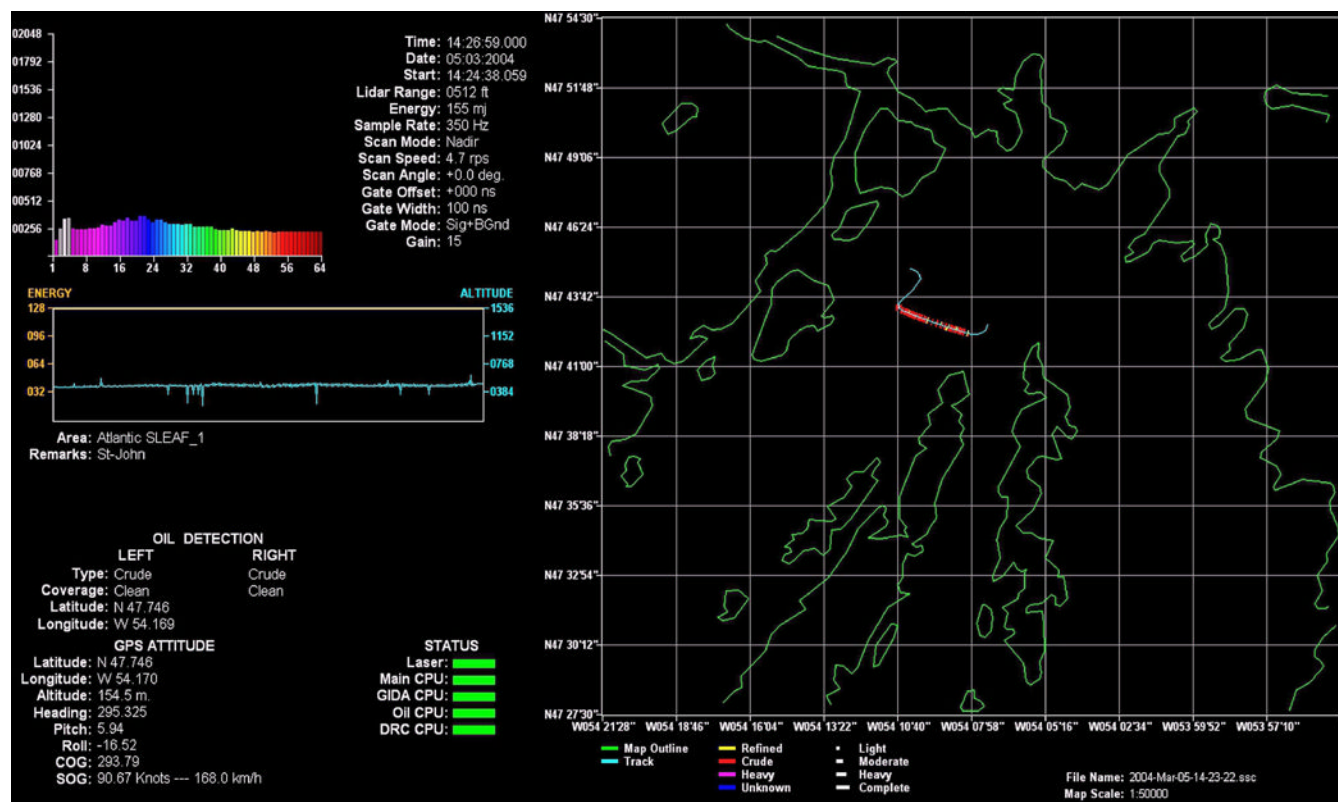 02048
01792
01536
01280
01024
00768
00512
00256
1 8 16 24 32 40 48 56 64
Time: 14:26:59.000
Date: 05:03:2004
Start: 14:24:38.059
Lidar Range: 0512 ft
Energy: 155 mj
Sample Rate: 350 Hz
Scan Mode: Nadir
Scan Speed: 4.7 rps
Scan Angle: +0.0 deg.
Gate Offset: +000 ns
Gate Width: 100 ns
Gate Mode: Sig+BGnd
Gain: 15
ENERGY ALTITUDE
128 1536
096 1152
064 0768
032 0384
Area: Atlantic SLEAF_1
Remarks: St-John
OIL DETECTION
LEFT RIGHT
Type: Crude Crude
Coverage: Clean Clean
Latitude: N 47.746
Longitude: W 54.169
GPS ATTITUDE
Latitude: N 47.746
Longitude: W 54.170
Altitude: 154.5 m.
Heading: 295.325
Pitch: 5.94
Roll: -16.52
COG: 293.79
SOG: 90.67 Knots --- 168.0 km/h
STATUS
Laser:
Main CPU:
GIDA CPU:
Oil CPU:
DRC CPU:
N47 54'30"
N47 51'48"
N47 49'06"
N47 46'24"
N47 43'42"
N47 41'00"
N47 38'18"
N47 35'36"
N47 32'54"
N47 30'12"
N47 27'30"
W054 21'28" W054 18'46" W054 16'04" W054 13'22" W054 10'40" W054 07'58" W054 05'16" W054 02'34" W053 59'52" W053 57'10"
Map Outline Refined Light
Track Crude Moderate
Heavy Heavy
Unknown Complete
File Name: 2004-Mar-05-14-23-22.ssc
Map Scale: 1:50000